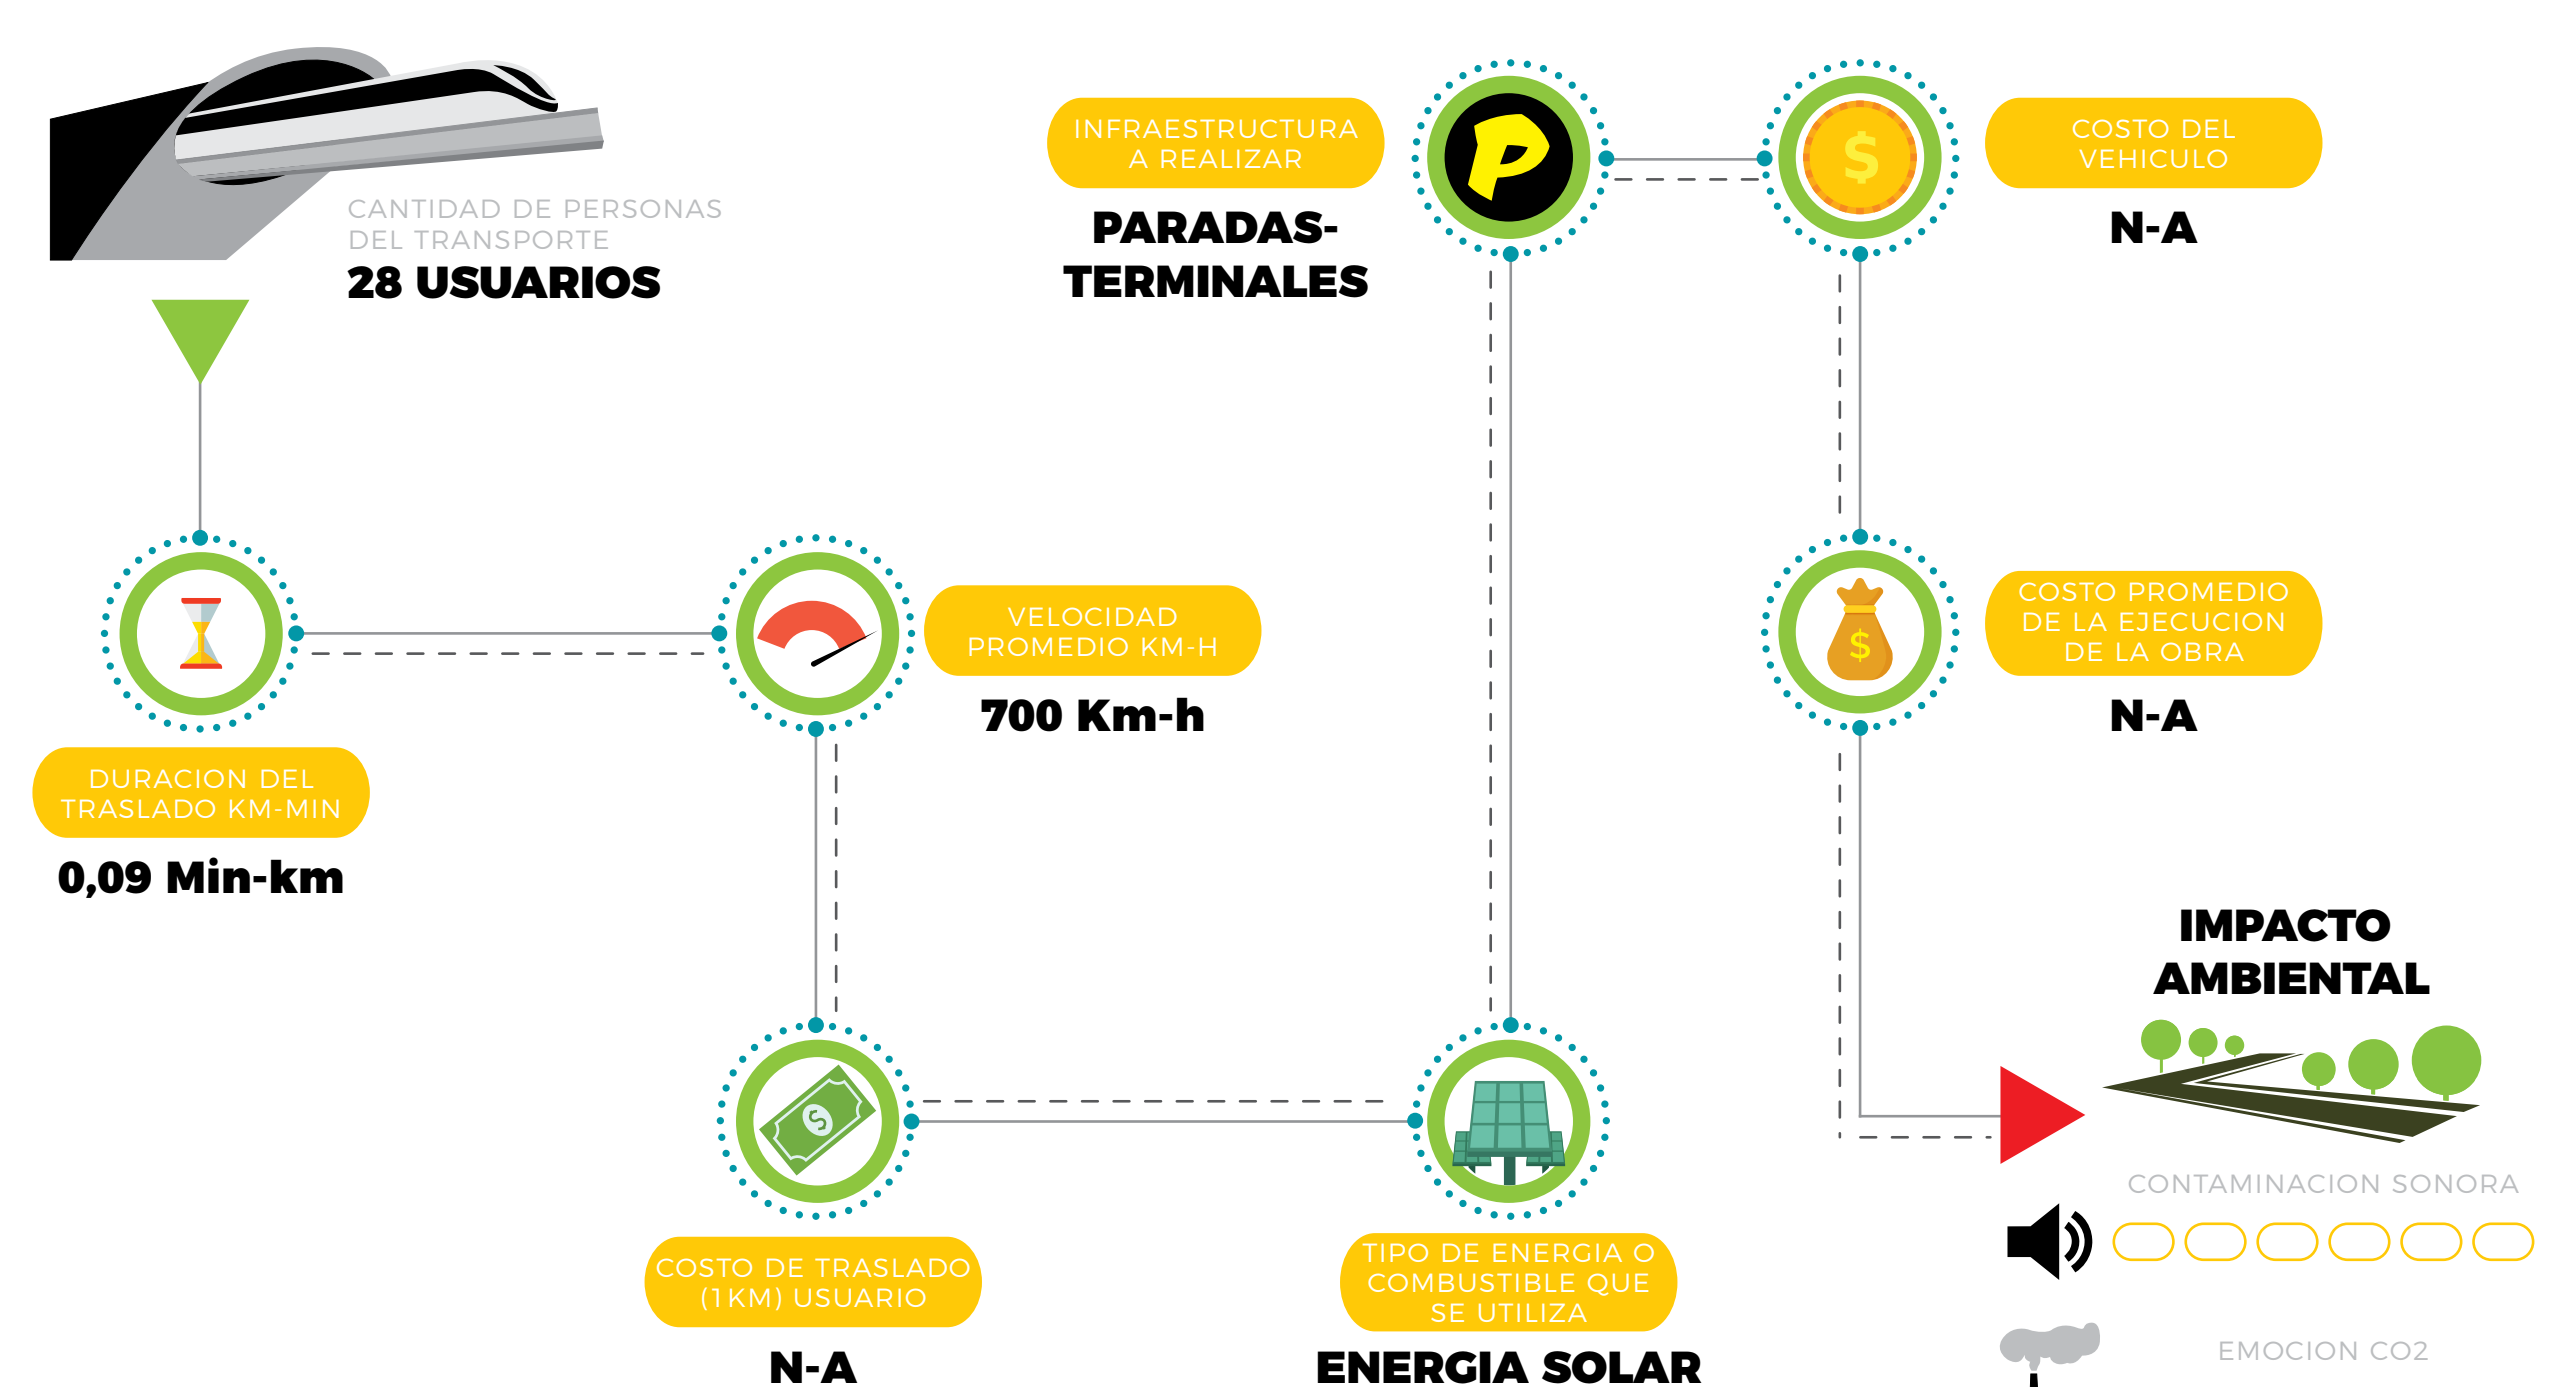 CANTIDAD DE PERSONAS
DEL TRANSPORTE
28 USUARIOS
DURACION DEL
TRASLADO KM-MIN
0,09 Min-km
VELOCIDAD
PROMEDIO KM-H
700 Km-h
COSTO DE TRASLADO
(1KM) USUARIO
N-A
TIPO DE ENERGIA O
COMBUSTIBLE QUE
SE UTILIZA
ENERGIA SOLAR
INFRAESTRUCTURA
A REALIZAR
PARADAS-
TERMINALES
P
$
COSTO DEL
VEHICULO
N-A
$
COSTO PROMEDIO
DE LA EJECUCION
DE LA OBRA
N-A
$
IMPACTO
AMBIENTAL
CONTAMINACION SONORA
EMOCION CO2